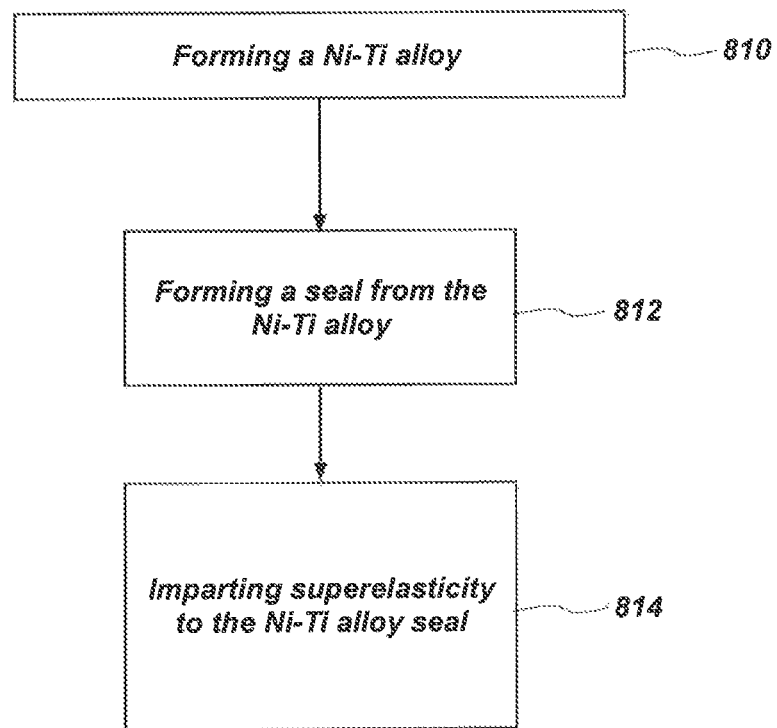 Forming a Ni-Ti alloy
810
Forming a seal from the
Ni-Ti alloy
812
Imparting superelasticity
to the Ni-Ti alloy seal
814